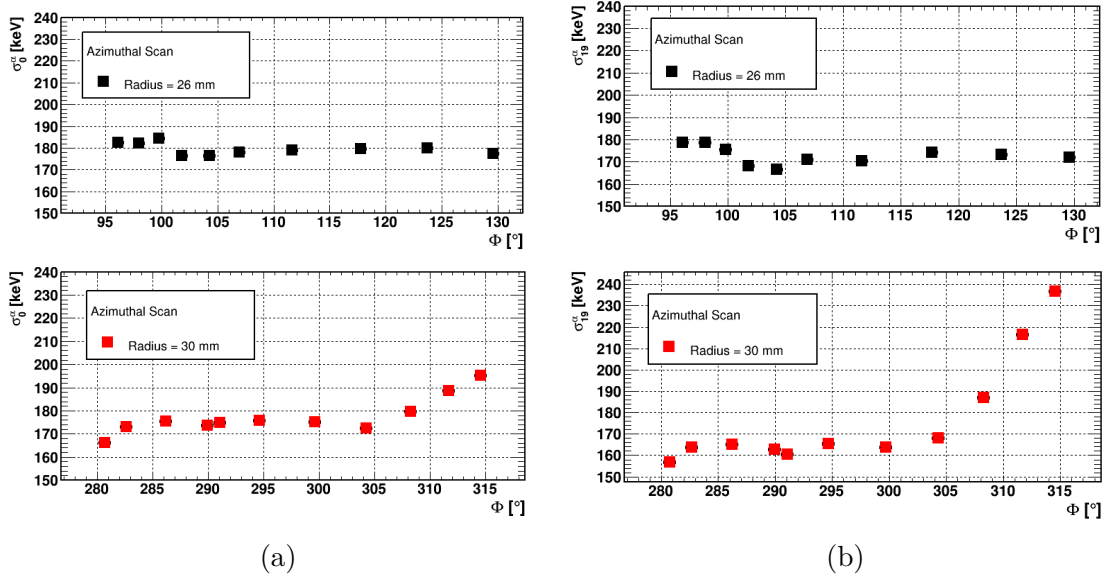 σ₀ᵅ [keV]
240
230
220
210
200
190
180
170
160
150
Azimuthal Scan
Radius = 26 mm
95 100 105 110 115 120 125 130
Φ [°]
σ₁₉ᵅ [keV]
240
230
220
210
200
190
180
170
160
150
Azimuthal Scan
Radius = 26 mm
95 100 105 110 115 120 125 130
Φ [°]
σ₀ᵅ [keV]
240
230
220
210
200
190
180
170
160
150
Azimuthal Scan
Radius = 30 mm
280 285 290 295 300 305 310 315
Φ [°]
σ₁₉ᵅ [keV]
240
230
220
210
200
190
180
170
160
150
Azimuthal Scan
Radius = 30 mm
280 285 290 295 300 305 310 315
Φ [°]
(a)
(b)